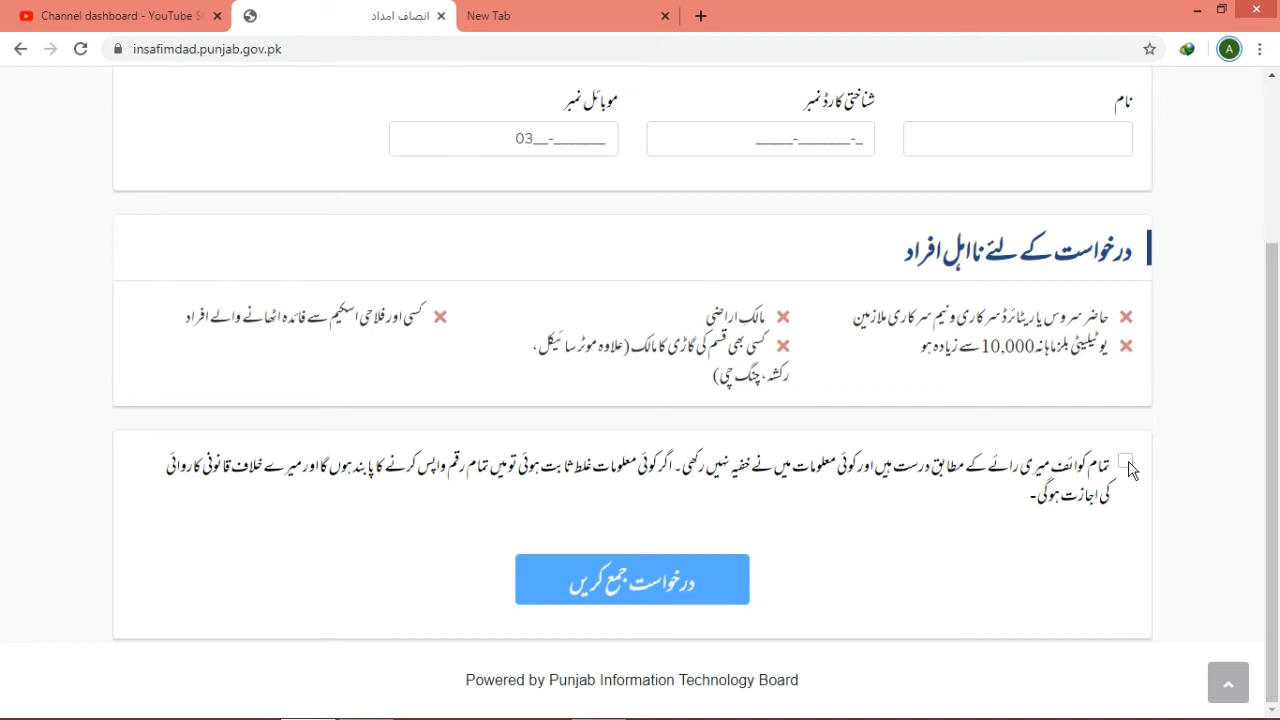 Channel dashboard - YouTube S
انصاف امداد
New Tab
insafimdad.punjab.gov.pk
A
نام
شناختی کارڈ نمبر
موبائل نمبر
_____-_______-_
03__-_______
درخواست کے لئے نااہل افراد
حاضر سروس یا ریٹائرڈ سرکاری و نیم سرکاری ملازمین
مالکِ اراضی
کسی اور فلاحی اسکیم سے فائدہ اٹھانے والے افراد
یوٹیلیٹی بلز ماہانہ 10,000 سے زیادہ ہو
کسی بھی قسم کی گاڑی کا مالک (علاوہ موٹر سائیکل،
رکشہ، چنگ چی)
تمام کوائف میری رائے کے مطابق درست ہیں اور کوئی معلومات میں نے خفیہ نہیں رکھی۔ اگر کوئی معلومات غلط ثابت ہوئی تو میں تمام رقم واپس کرنے کا پابند ہوں گا اور میرے خلاف قانونی کاروائی
کی اجازت ہوگی-
درخواست جمع کریں
Powered by Punjab Information Technology Board